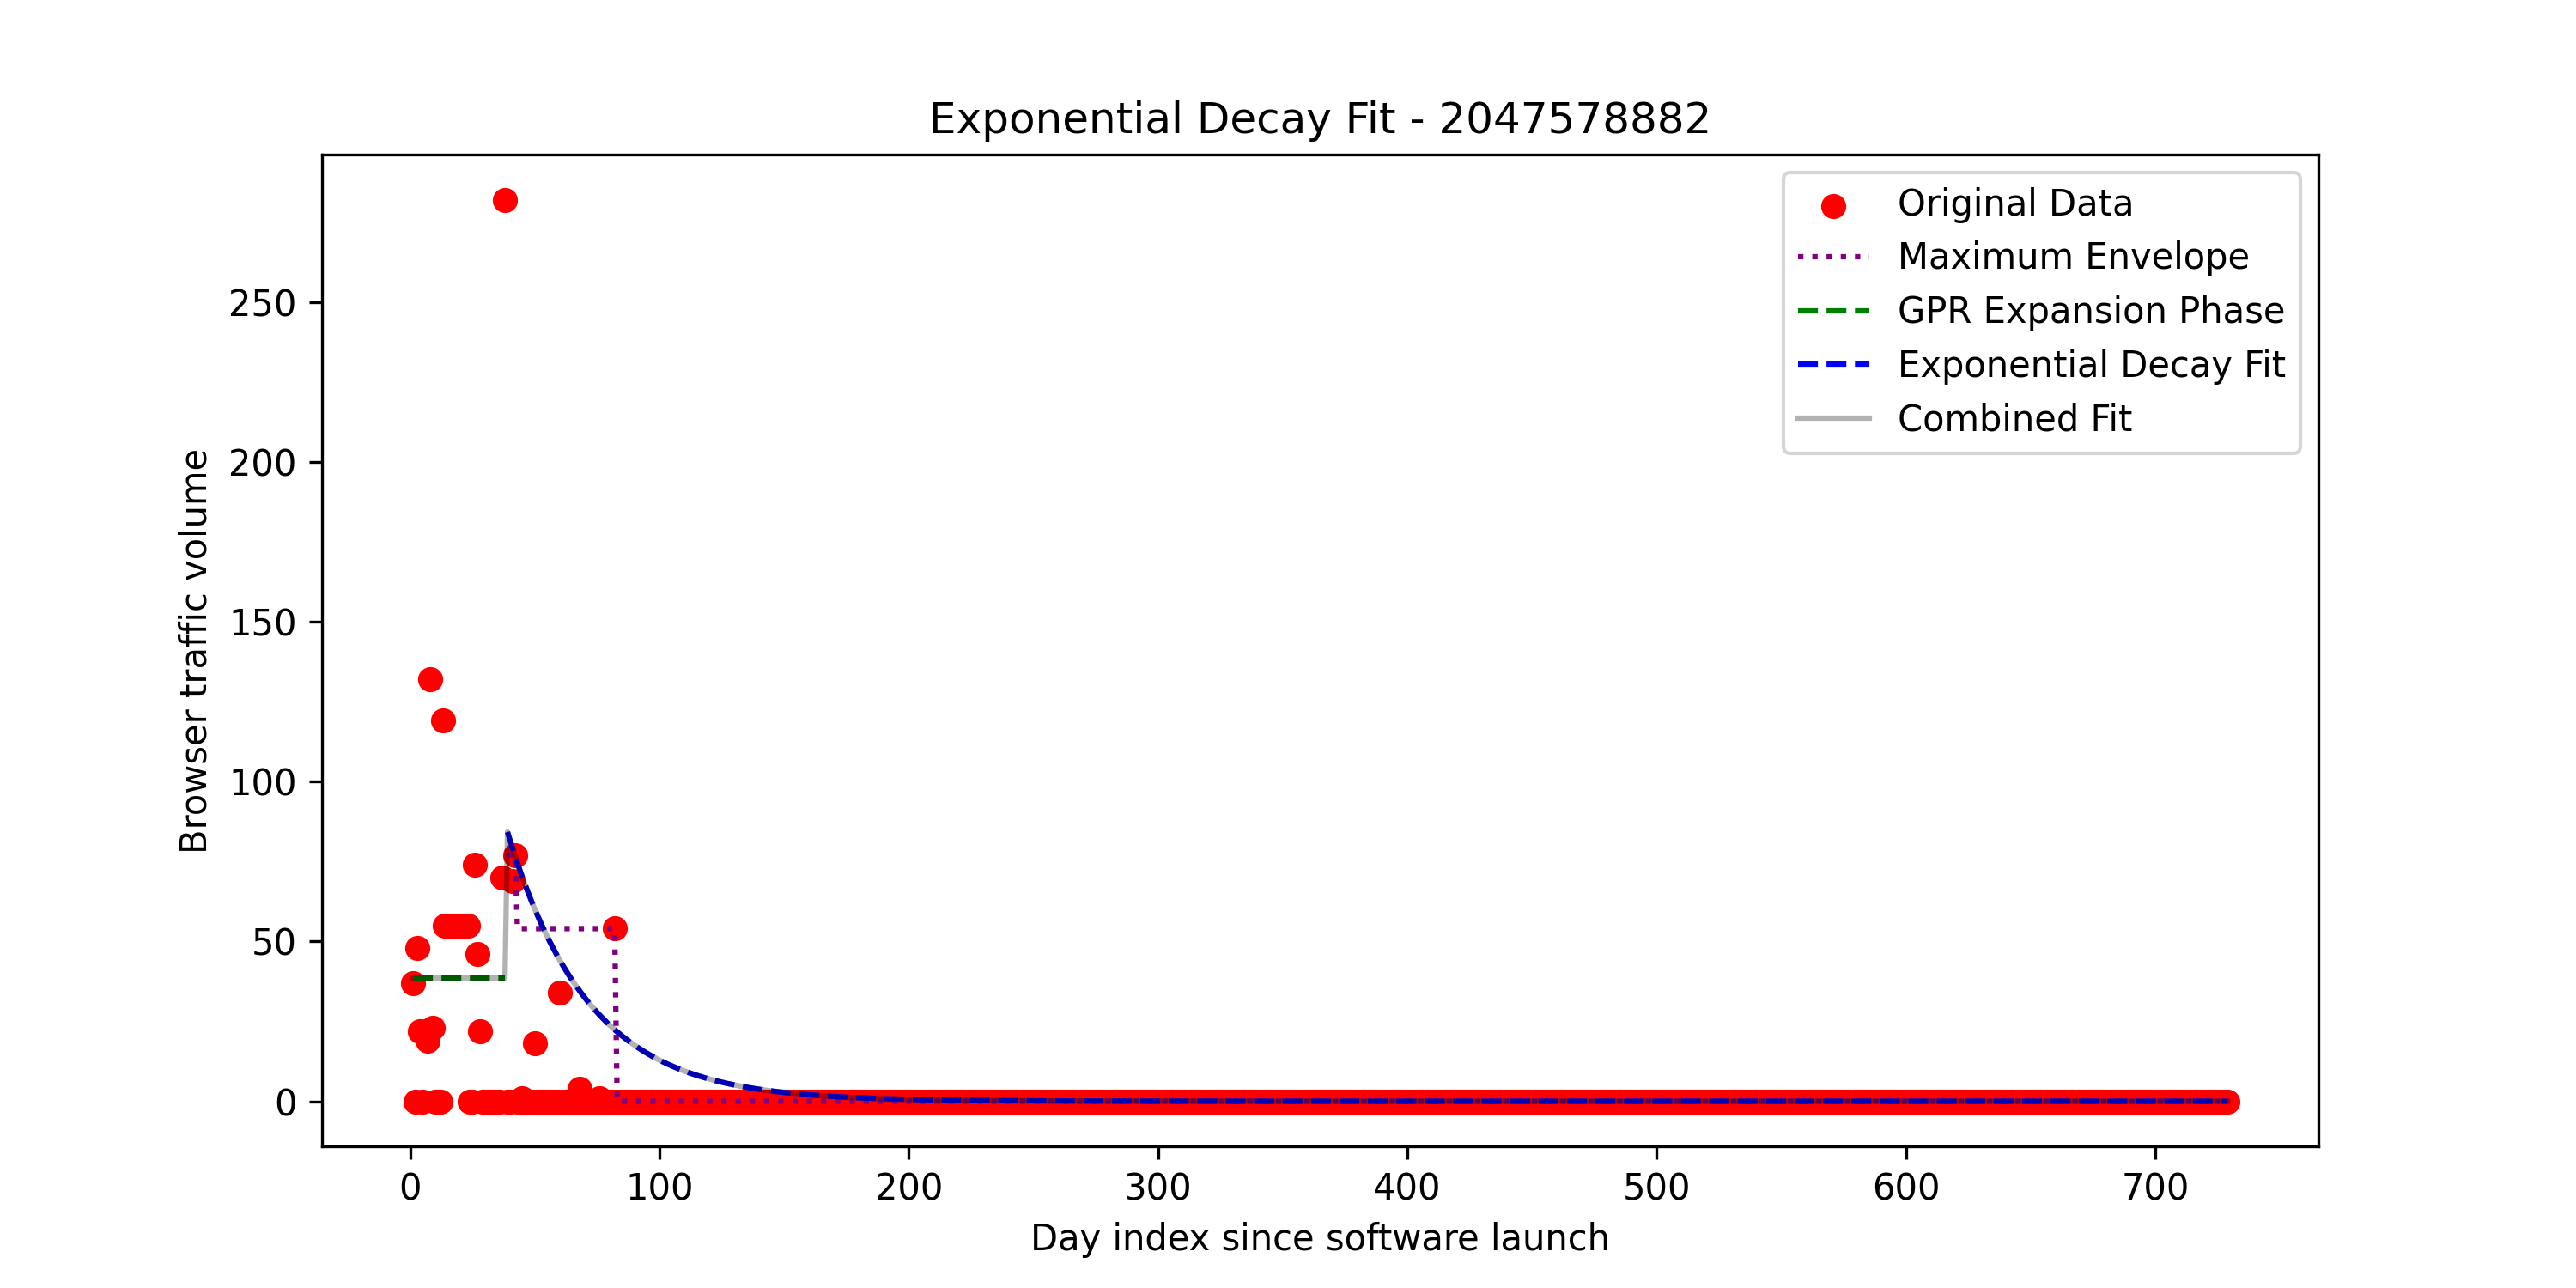 Exponential Decay Fit - 2047578882
Original Data
Maximum Envelope
GPR Expansion Phase
Exponential Decay Fit
Combined Fit
Browser traffic volume
250
200
150
100
50
0
0 100 200 300 400 500 600 700
Day index since software launch